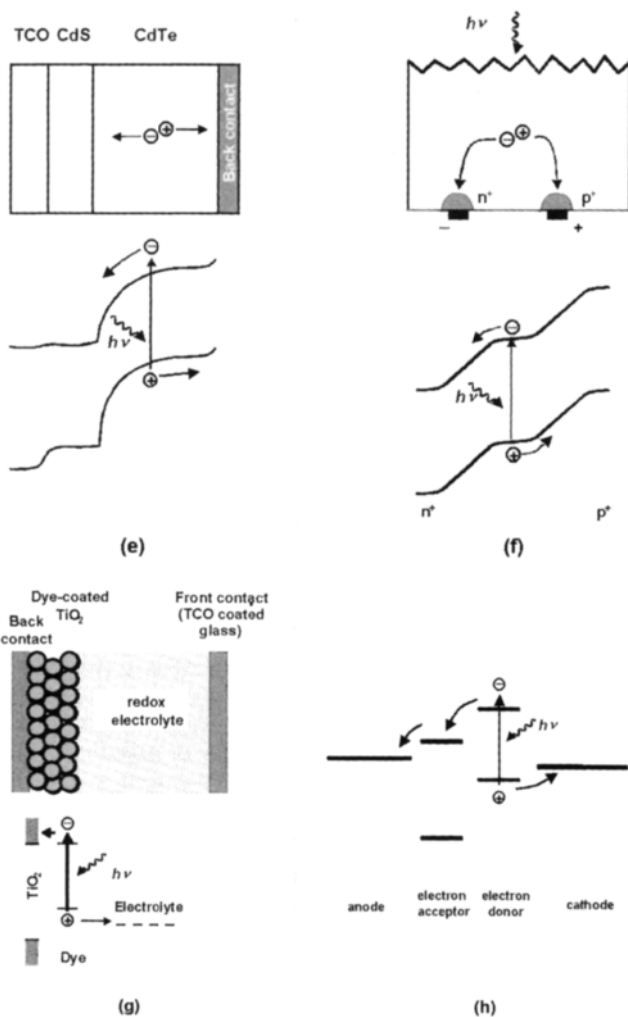 TCO CdS CdTe
Back contact
hν
⊖ ⊕
⊖
hν
⊕
(e)
hν
⊖ ⊕
n⁺ p⁺
− +
⊖
hν
⊕
n⁺ p⁺
(f)
Dye-coated
TiO₂
Back
contact
Front contact
(TCO coated
glass)
redox
electrolyte
⊖
hν
TiO₂
⊕
Electrolyte
Dye
(g)
⊖
hν
⊕
anode
electron
acceptor
electron
donor
cathode
(h)